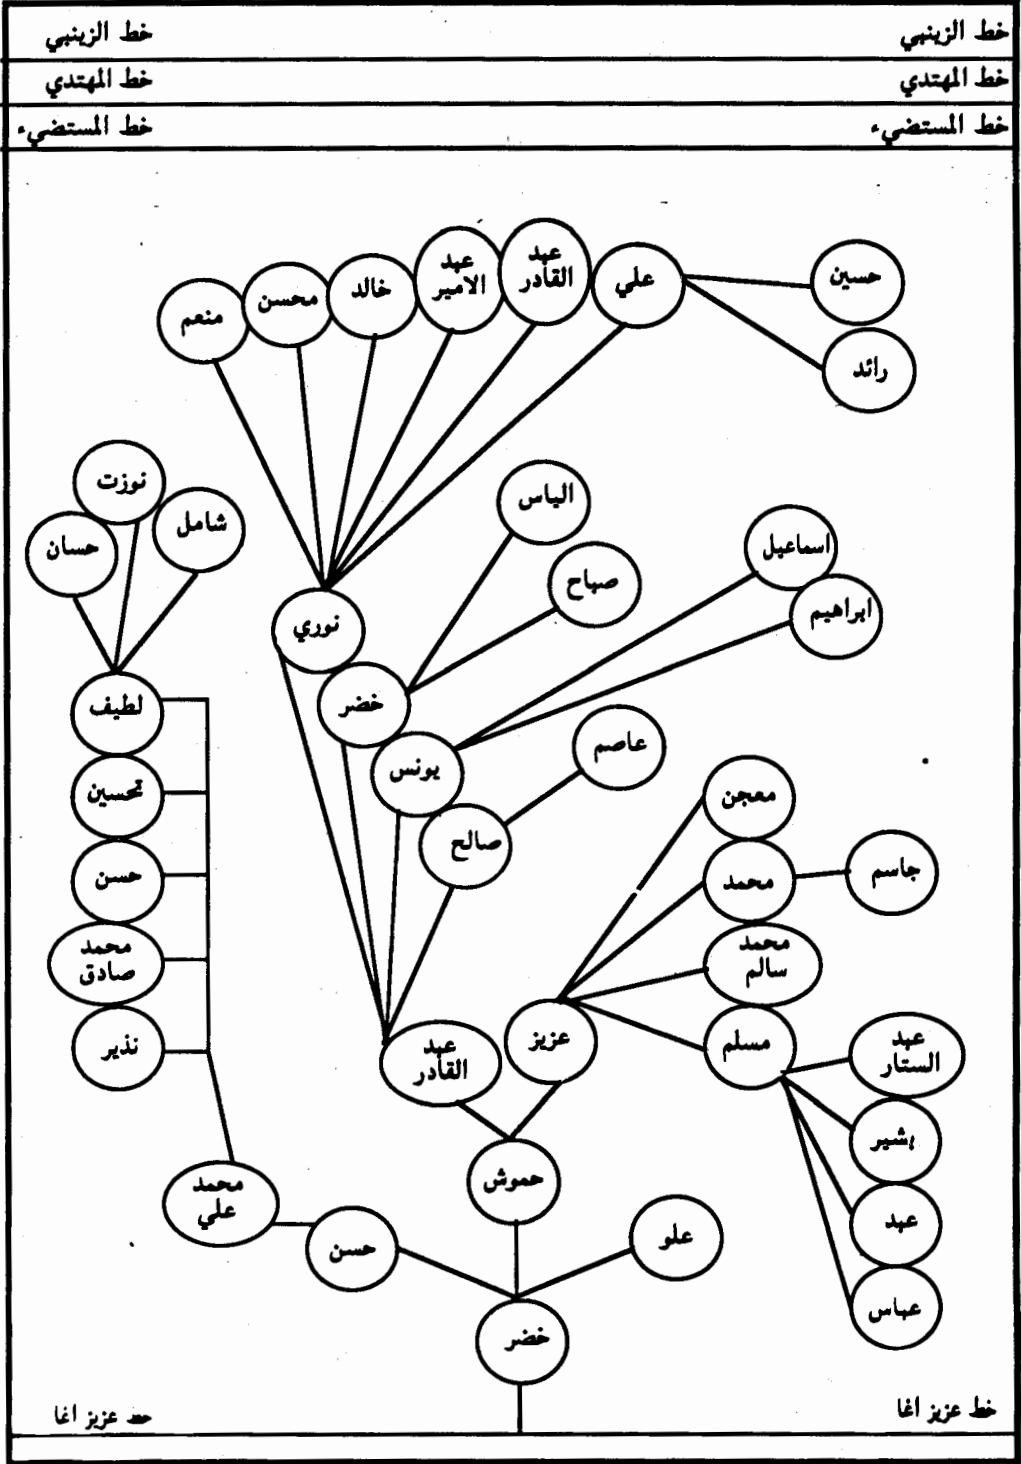 خط الزينبي
خط الزينبي
خط المهتدي
خط المهتدي
خط المستضيء
خط المستضيء
حسين
علي
عبد
القادر
عبد
الامير
خالد
محسن
منعم
رائد
نوزت
شامل
حسان
الياس
صباح
اسماعيل
ابراهيم
نوري
خضر
يونس
صالح
عاصم
لطيف
تحسين
حسن
محمد
صادق
نذير
معجن
محمد
جاسم
محمد
سالم
مسلم
عبد
الستار
بشير
عبد
عباس
عزيز
عبد
القادر
حموش
علو
حسن
محمد
علي
خضر
خط عزيز اغا
خط عزيز اغا